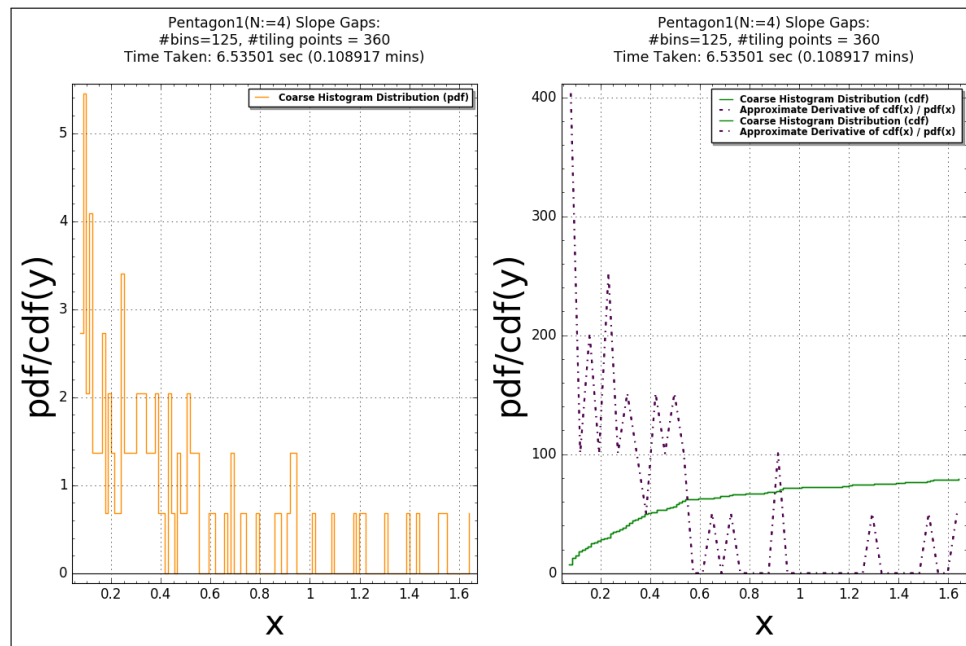 Pentagon1(N:=4) Slope Gaps:
#bins=125, #tiling points = 360
Time Taken: 6.53501 sec (0.108917 mins)
Coarse Histogram Distribution (pdf)
pdf/cdf(y)
5
4
3
2
1
0
0.2 0.4 0.6 0.8 1 1.2 1.4 1.6
x
Pentagon1(N:=4) Slope Gaps:
#bins=125, #tiling points = 360
Time Taken: 6.53501 sec (0.108917 mins)
Coarse Histogram Distribution (cdf)
Approximate Derivative of cdf(x) / pdf(x)
Coarse Histogram Distribution (cdf)
Approximate Derivative of cdf(x) / pdf(x)
pdf/cdf(y)
400
300
200
100
0
0.2 0.4 0.6 0.8 1 1.2 1.4 1.6
x